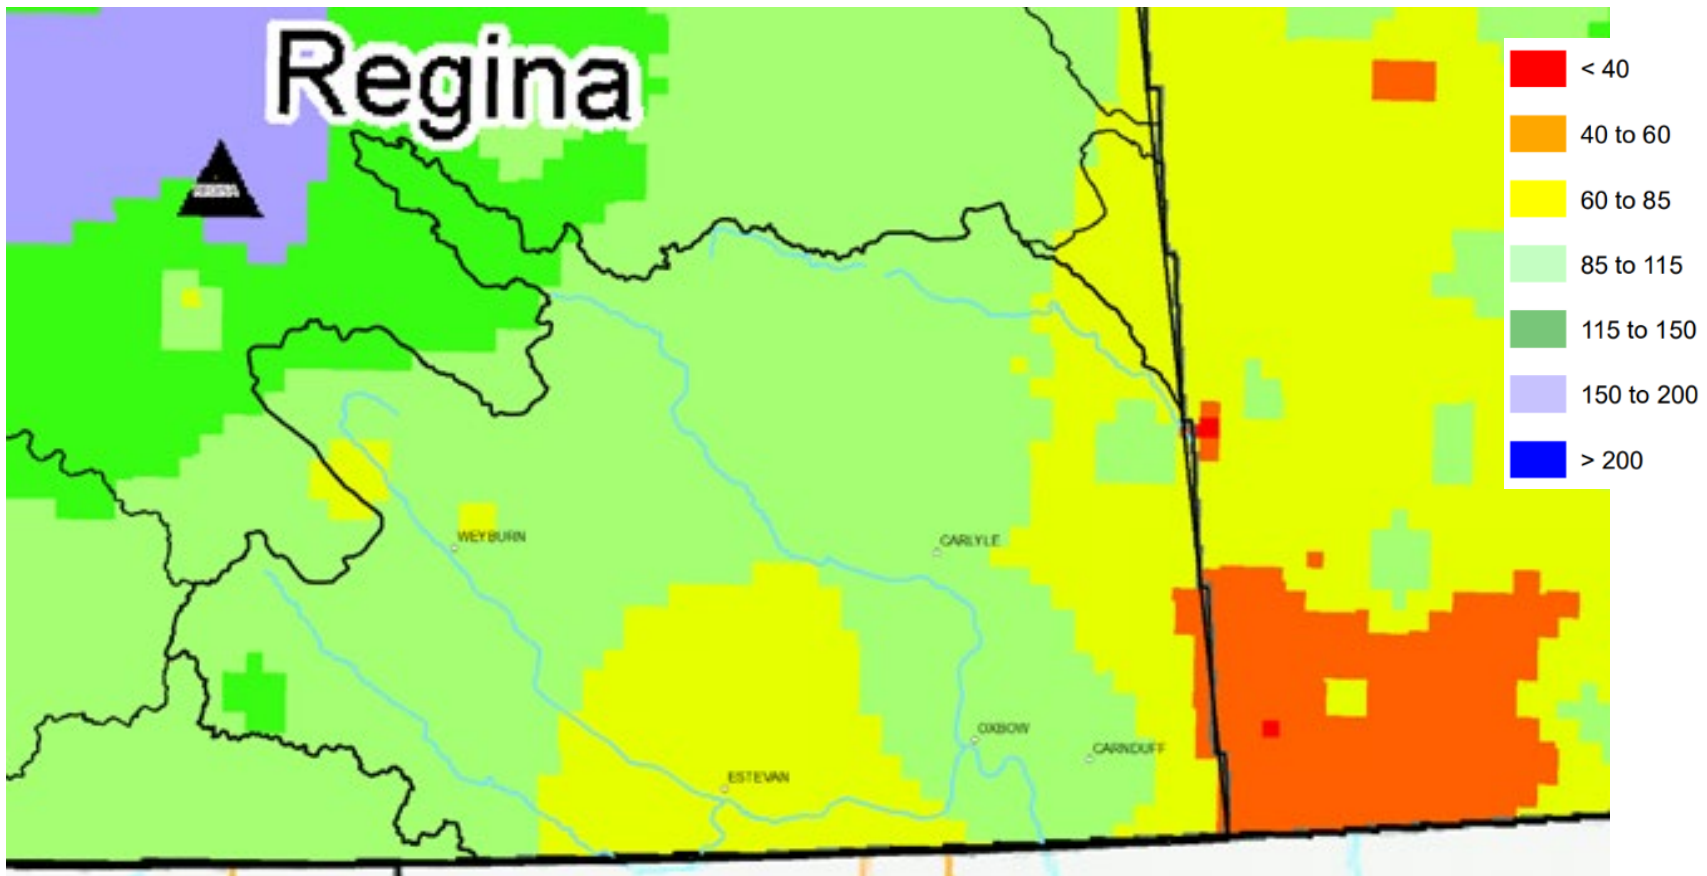 Regina
REGINA
< 40
40 to 60
60 to 85
85 to 115
115 to 150
150 to 200
> 200
WEYBURN
CARLYLE
OXBOW
CARNDUFF
ESTEVAN